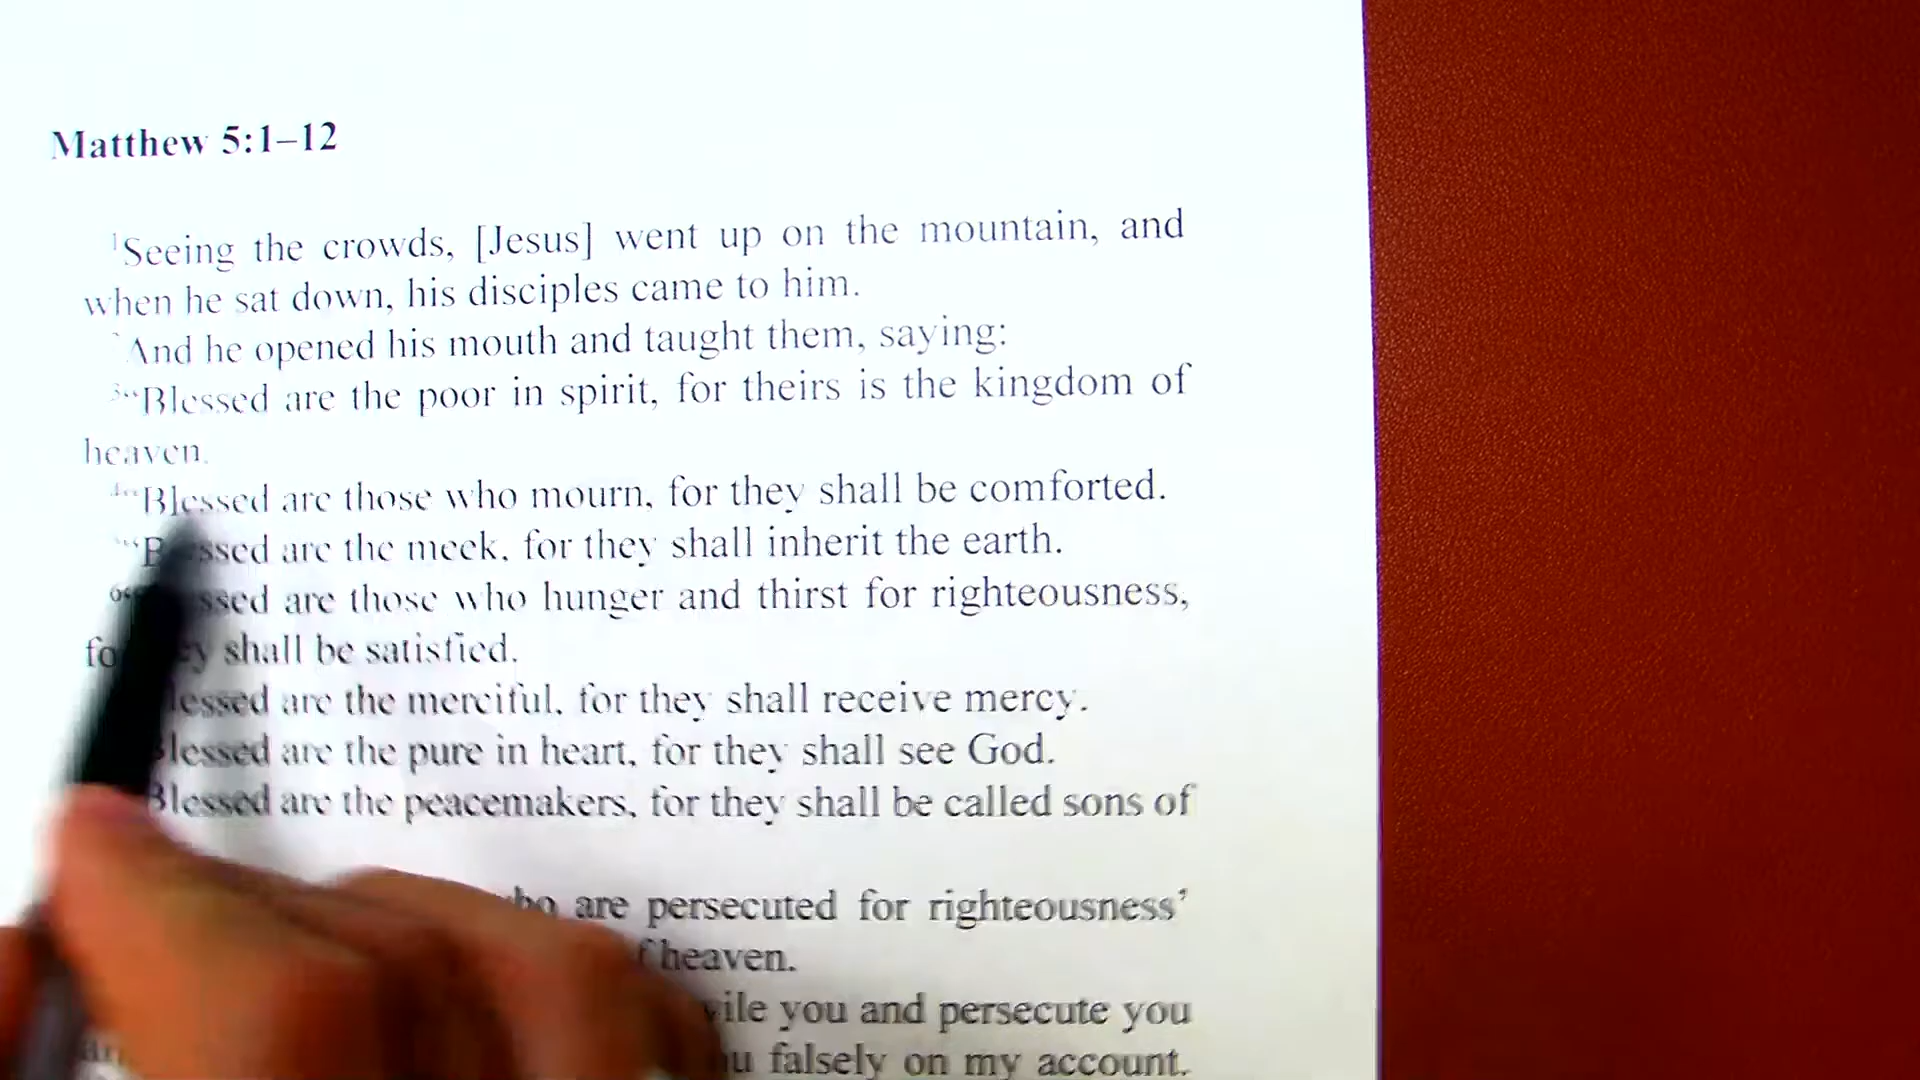 Matthew 5:1–12
¹Seeing the crowds, [Jesus] went up on the mountain, and
when he sat down, his disciples came to him.
And he opened his mouth and taught them, saying:
³“Blessed are the poor in spirit, for theirs is the kingdom of
heaven.
⁴“Blessed are those who mourn, for they shall be comforted.
“Blessed are the meek, for they shall inherit the earth.
are those who hunger and thirst for righteousness,
shall be satisfied.
Blessed are the merciful, for they shall receive mercy.
Blessed are the pure in heart, for they shall see God.
Blessed are the peacemakers, for they shall be called sons of
are persecuted for righteousness’
heaven.
you and persecute you
falsely on my account.